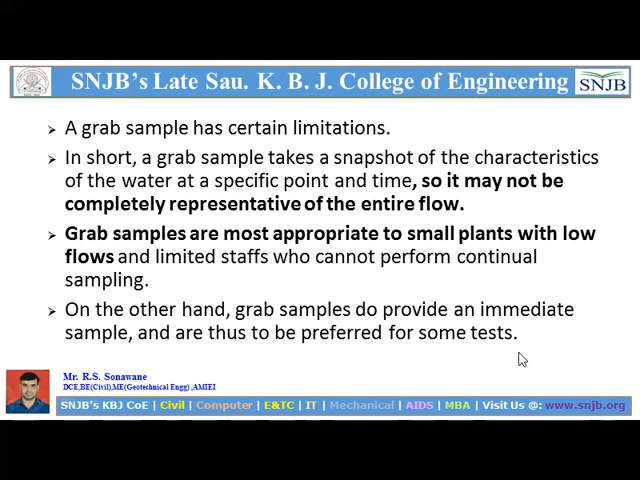 SNJB's Late Sau. K. B. J. College of Engineering
SNJB
➢ A grab sample has certain limitations.
➢ In short, a grab sample takes a snapshot of the characteristics
of the water at a specific point and time, so it may not be
completely representative of the entire flow.
➢ Grab samples are most appropriate to small plants with low
flows and limited staffs who cannot perform continual
sampling.
➢ On the other hand, grab samples do provide an immediate
sample, and are thus to be preferred for some tests.
Mr. R.S. Sonawane
DCE,BE(Civil),ME(Geotechnical Engg) ,AMIEI
SNJB's KBJ CoE | Civil | Computer | E&TC | IT | Mechanical | AIDS | MBA | Visit Us @: www.snjb.org